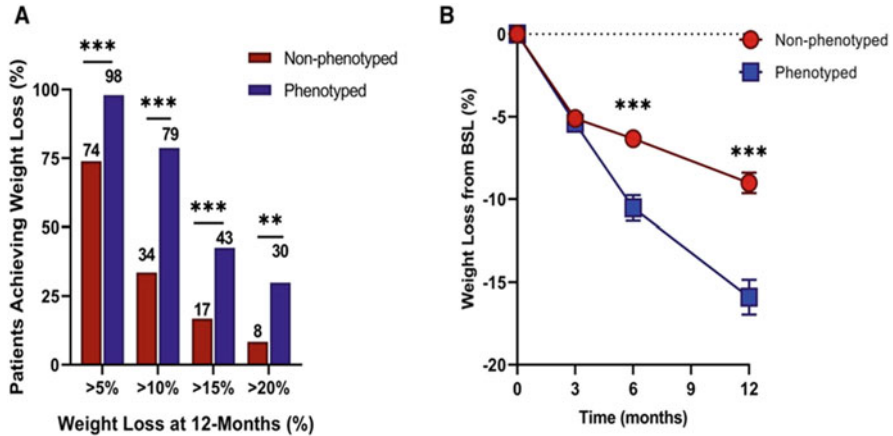 A
Patients Achieving Weight Loss (%)
100
75
50
25
0
***
74
98
***
34
79
***
17
43
**
8
30
Non-phenotyped
Phenotyped
>5% >10% >15% >20%
Weight Loss at 12-Months (%)
B
Weight Loss from BSL (%)
0
-5
-10
-15
-20
***
***
Non-phenotyped
Phenotyped
0 3 6 9 12
Time (months)